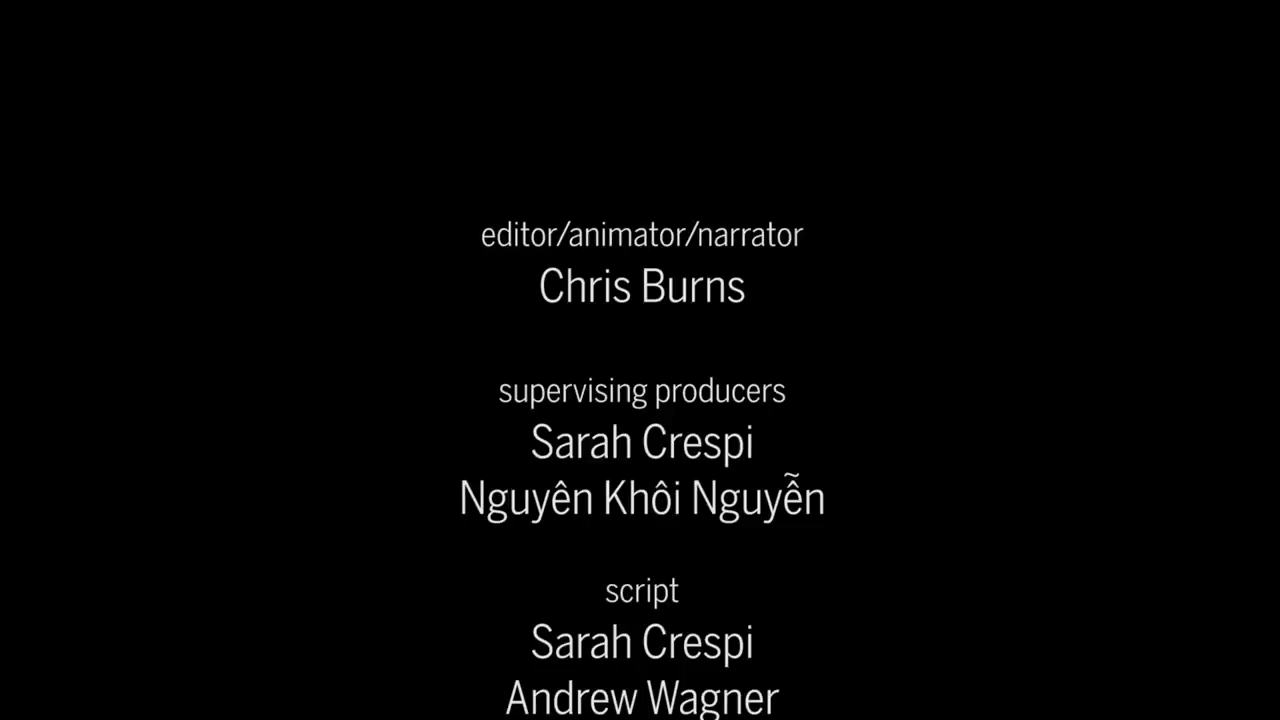 editor/animator/narrator
Chris Burns
supervising producers
Sarah Crespi
Nguyên Khôi Nguyễn
script
Sarah Crespi
Andrew Wagner